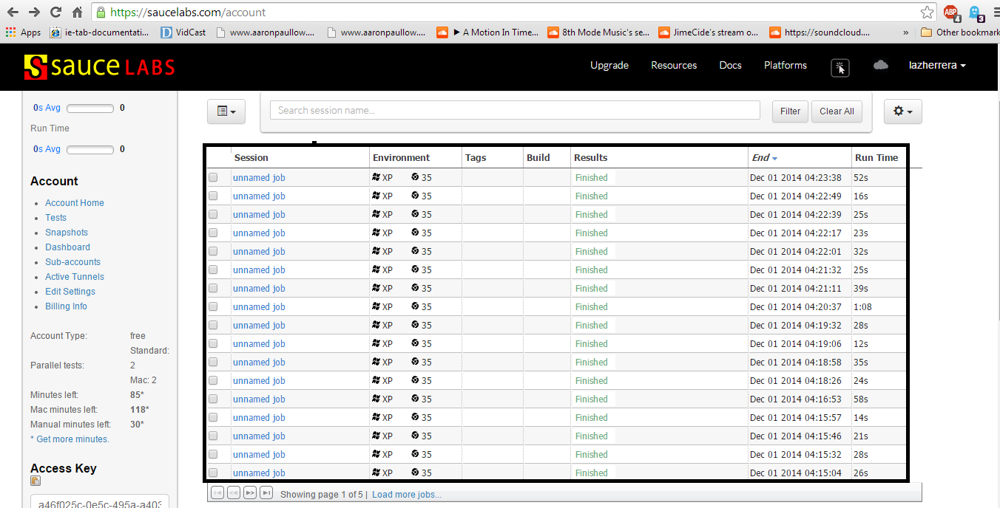 https://saucelabs.com/account
ABP 4 3
Apps ie-tab-documentati... VidCast www.aaronpaullow.... www.aaronpaullow.... ► A Motion In Time... 8th Mode Music's se... JimeCide's stream o... https://soundcloud.... » Other bookmark
sauce LABS Upgrade Resources Docs Platforms lazherrera
0s Avg 0
Run Time
0s Avg 0
Account
Account Home
Tests
Snapshots
Dashboard
Sub-accounts
Active Tunnels
Edit Settings
Billing Info
Account Type: free
Standard:
Parallel tests: 2
Mac: 2
Minutes left: 85*
Mac minutes left: 118*
Manual minutes left: 30*
* Get more minutes.
Access Key
a46f025c-0e5c-495a-a403
Search session name... Filter Clear All
Session Environment Tags Build Results End Run Time
unnamed job XP 35 Finished Dec 01 2014 04:23:38 52s
unnamed job XP 35 Finished Dec 01 2014 04:22:49 16s
unnamed job XP 35 Finished Dec 01 2014 04:22:39 25s
unnamed job XP 35 Finished Dec 01 2014 04:22:17 23s
unnamed job XP 35 Finished Dec 01 2014 04:22:01 32s
unnamed job XP 35 Finished Dec 01 2014 04:21:32 25s
unnamed job XP 35 Finished Dec 01 2014 04:21:11 39s
unnamed job XP 35 Finished Dec 01 2014 04:20:37 1:08
unnamed job XP 35 Finished Dec 01 2014 04:19:32 28s
unnamed job XP 35 Finished Dec 01 2014 04:19:06 12s
unnamed job XP 35 Finished Dec 01 2014 04:18:58 35s
unnamed job XP 35 Finished Dec 01 2014 04:18:26 24s
unnamed job XP 35 Finished Dec 01 2014 04:16:53 58s
unnamed job XP 35 Finished Dec 01 2014 04:15:57 14s
unnamed job XP 35 Finished Dec 01 2014 04:15:46 21s
unnamed job XP 35 Finished Dec 01 2014 04:15:32 28s
unnamed job XP 35 Finished Dec 01 2014 04:15:04 26s
Showing page 1 of 5 | Load more jobs...